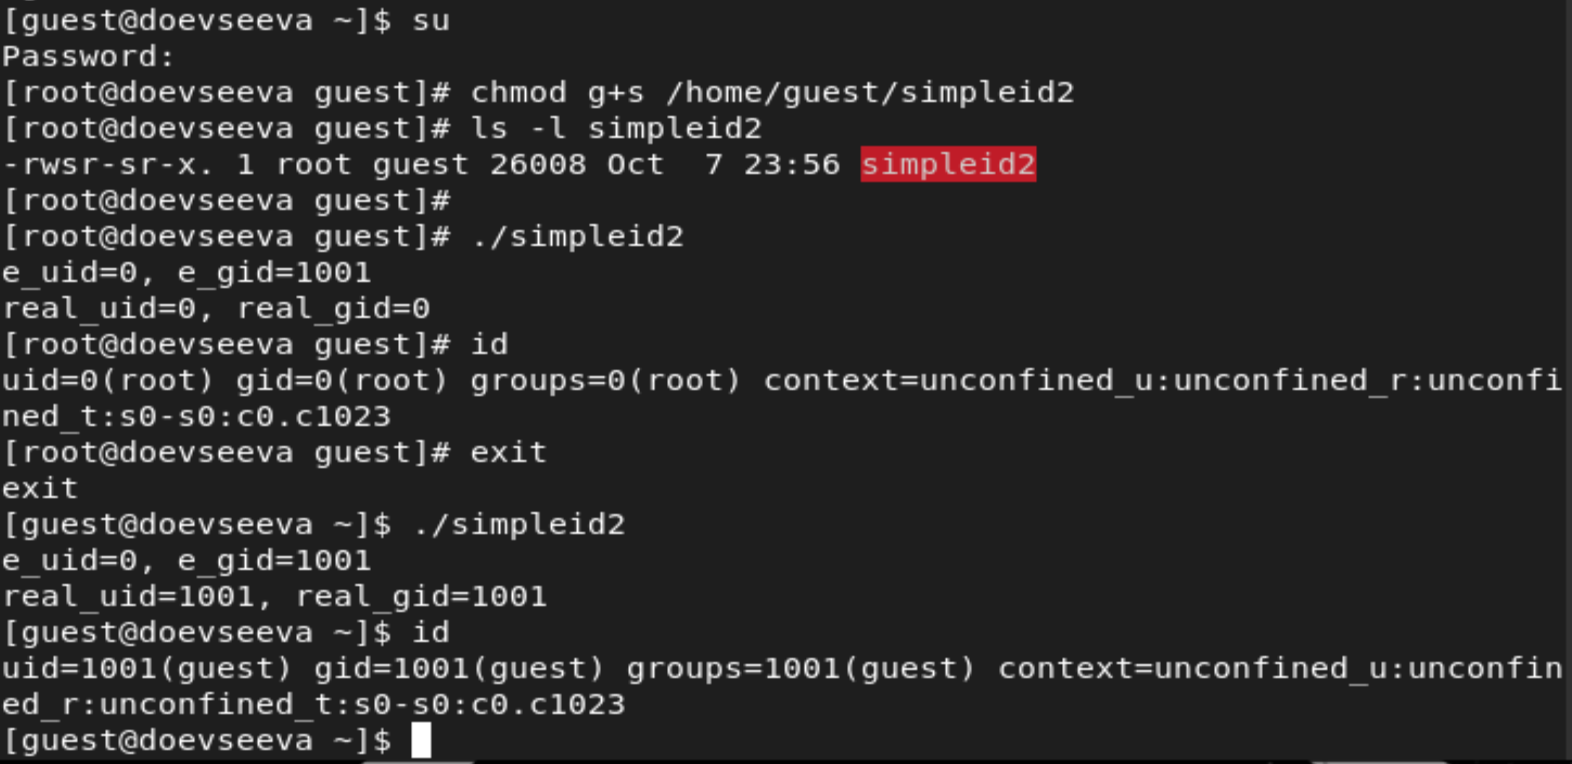 [guest@doevseeva ~]$ su
Password:
[root@doevseeva guest]# chmod g+s /home/guest/simpleid2
[root@doevseeva guest]# ls -l simpleid2
-rwsr-sr-x. 1 root guest 26008 Oct  7 23:56 simpleid2
[root@doevseeva guest]#
[root@doevseeva guest]# ./simpleid2
e_uid=0, e_gid=1001
real_uid=0, real_gid=0
[root@doevseeva guest]# id
uid=0(root) gid=0(root) groups=0(root) context=unconfined_u:unconfined_r:unconfi
ned_t:s0-s0:c0.c1023
[root@doevseeva guest]# exit
exit
[guest@doevseeva ~]$ ./simpleid2
e_uid=0, e_gid=1001
real_uid=1001, real_gid=1001
[guest@doevseeva ~]$ id
uid=1001(guest) gid=1001(guest) groups=1001(guest) context=unconfined_u:unconfin
ed_r:unconfined_t:s0-s0:c0.c1023
[guest@doevseeva ~]$